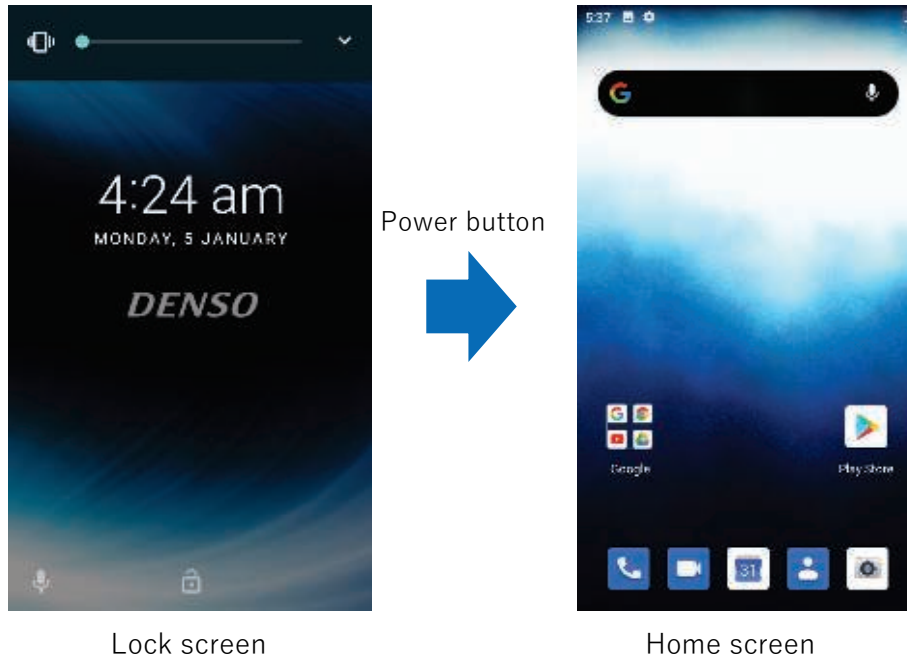 4:24 am
MONDAY, 5 JANUARY
DENSO
Lock screen
Power button
5:37
G
Google
Play Store
31
Home screen